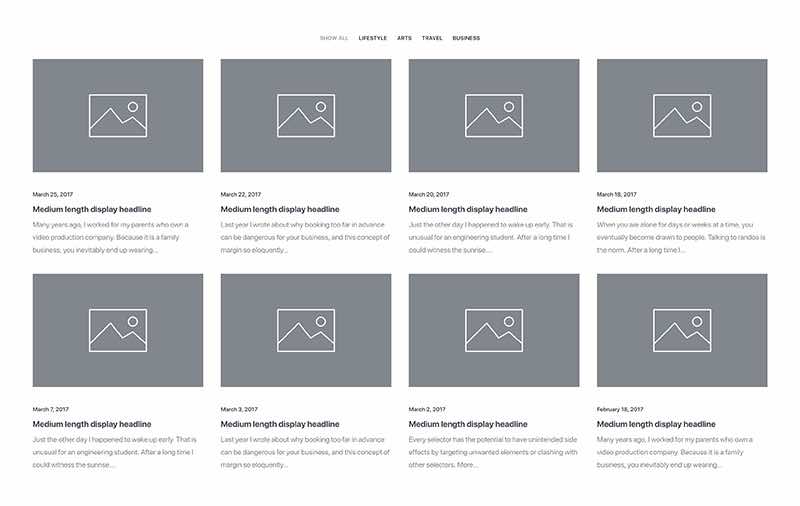 SHOW ALL LIFESTYLE ARTS TRAVEL BUSINESS
March 25, 2017
Medium length display headline
Many years ago, I worked for my parents who own a
video production company. Because it is a family
business, you inevitably end up wearing...
March 22, 2017
Medium length display headline
Last year I wrote about why booking too far in advance
can be dangerous for your business, and this concept of
margin so eloquently...
March 20, 2017
Medium length display headline
Just the other day I happened to wake up early. That is
unusual for an engineering student. After a long time I
could witness the sunrise....
March 18, 2017
Medium length display headline
When you are alone for days or weeks at a time, you
eventually become drawn to people. Talking to randos is
the norm. After a long time I...
March 7, 2017
Medium length display headline
Just the other day I happened to wake up early. That is
unusual for an engineering student. After a long time I
could witness the sunrise....
March 3, 2017
Medium length display headline
Last year I wrote about why booking too far in advance
can be dangerous for your business, and this concept of
margin so eloquently...
March 2, 2017
Medium length display headline
Every selector has the potential to have unintended side
effects by targeting unwanted elements or clashing with
other selectors. More...
February 18, 2017
Medium length display headline
Many years ago, I worked for my parents who own a
video production company. Because it is a family
business, you inevitably end up wearing...